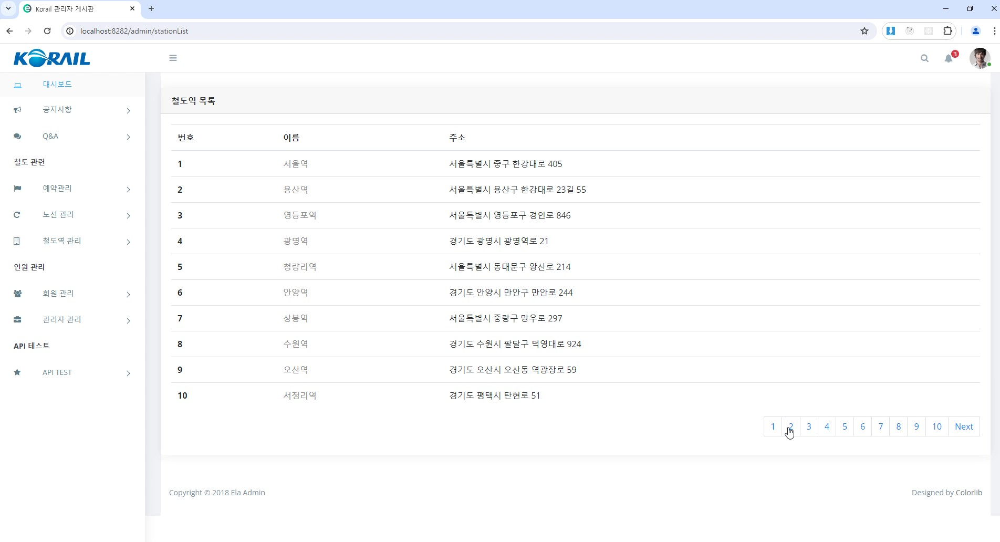 Korail 관리자 게시판
localhost:8282/admin/stationList
KORAIL
3
대시보드
공지사항
Q&A
철도 관련
예약관리
노선 관리
철도역 관리
인원 관리
회원 관리
관리자 관리
API 테스트
API TEST
철도역 목록
번호 이름 주소
1 서울역 서울특별시 중구 한강대로 405
2 용산역 서울특별시 용산구 한강대로 23길 55
3 영등포역 서울특별시 영등포구 경인로 846
4 광명역 경기도 광명시 광명역로 21
5 청량리역 서울특별시 동대문구 왕산로 214
6 안양역 경기도 안양시 만안구 만안로 244
7 상봉역 서울특별시 중랑구 망우로 297
8 수원역 경기도 수원시 팔달구 덕영대로 924
9 오산역 경기도 오산시 오산동 역광장로 59
10 서정리역 경기도 평택시 탄현로 51
1 2 3 4 5 6 7 8 9 10 Next
Copyright © 2018 Ela Admin
Designed by Colorlib